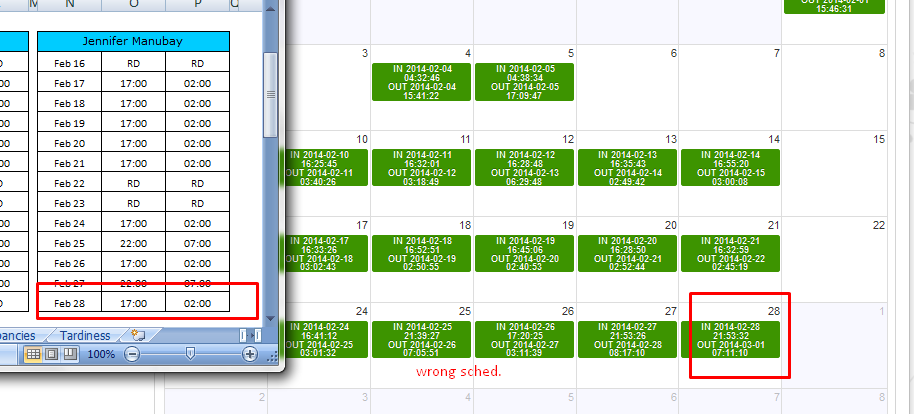 N O P Q
Jennifer Manubay
Feb 16 RD RD
Feb 17 17:00 02:00
Feb 18 17:00 02:00
Feb 19 17:00 02:00
Feb 20 17:00 02:00
Feb 21 17:00 02:00
Feb 22 RD RD
Feb 23 RD RD
Feb 24 17:00 02:00
Feb 25 22:00 07:00
Feb 26 17:00 02:00
Feb 27 22:00 07:00
Feb 28 17:00 02:00
ancies Tardiness
100%
OUT 2014-02-01
15:46:31
3 4 5 6 7 8
IN 2014-02-04
04:32:46
OUT 2014-02-04
15:41:22
IN 2014-02-05
04:38:34
OUT 2014-02-05
17:09:47
10 11 12 13 14 15
IN 2014-02-10
16:25:45
OUT 2014-02-11
03:40:26
IN 2014-02-11
16:32:01
OUT 2014-02-12
03:18:49
IN 2014-02-12
16:28:48
OUT 2014-02-13
06:29:48
IN 2014-02-13
16:35:43
OUT 2014-02-14
02:49:42
IN 2014-02-14
16:55:20
OUT 2014-02-15
03:00:08
17 18 19 20 21 22
IN 2014-02-17
16:33:26
OUT 2014-02-18
03:02:43
IN 2014-02-18
16:52:51
OUT 2014-02-19
02:50:55
IN 2014-02-19
16:45:06
OUT 2014-02-20
02:40:53
IN 2014-02-20
16:28:50
OUT 2014-02-21
02:52:44
IN 2014-02-21
16:32:59
OUT 2014-02-22
02:45:19
24 25 26 27 28 1
IN 2014-02-24
16:41:12
OUT 2014-02-25
03:01:32
IN 2014-02-25
21:39:27
OUT 2014-02-26
07:05:51
IN 2014-02-26
17:20:25
OUT 2014-02-27
03:11:39
IN 2014-02-27
21:53:26
OUT 2014-02-28
08:17:10
IN 2014-02-28
21:53:32
OUT 2014-03-01
07:11:10
wrong sched.
2 3 4 5 6 7 8